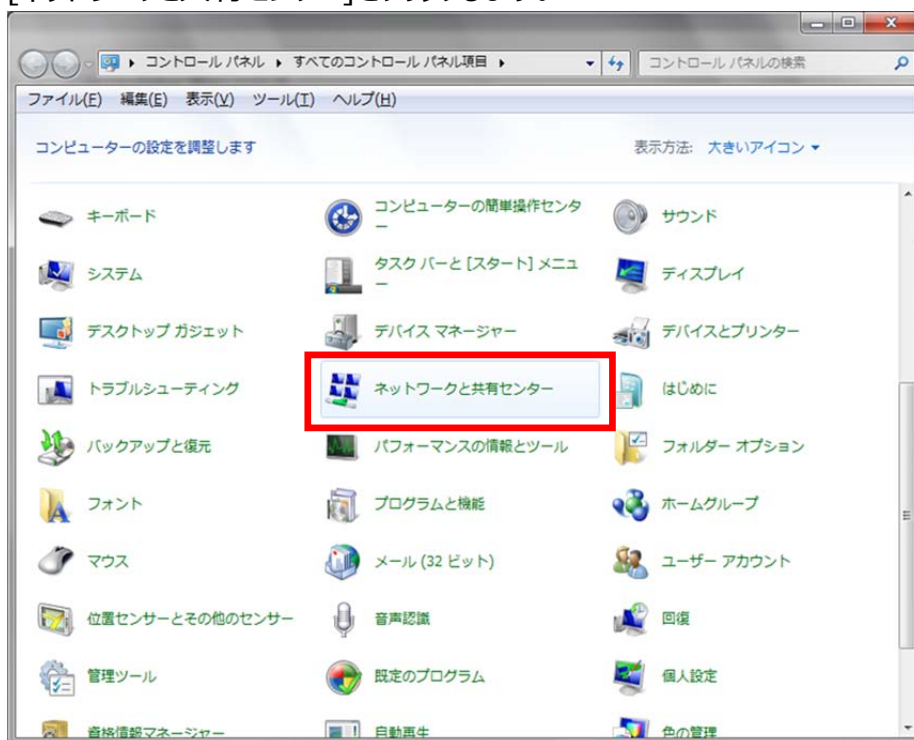 コントロール パネル ▸ すべてのコントロール パネル項目 ▸
コントロール パネルの検索
ファイル(F) 編集(E) 表示(V) ツール(T) ヘルプ(H)
コンピューターの設定を調整します
表示方法: 大きいアイコン
キーボード
コンピューターの簡単操作センタ
ー
サウンド
システム
タスク バーと [スタート] メニュ
ー
ディスプレイ
デスクトップ ガジェット
デバイス マネージャー
デバイスとプリンター
トラブルシューティング
ネットワークと共有センター
はじめに
バックアップと復元
パフォーマンスの情報とツール
フォルダー オプション
フォント
プログラムと機能
ホームグループ
マウス
メール (32 ビット)
ユーザー アカウント
位置センサーとその他のセンサー
音声認識
回復
管理ツール
既定のプログラム
個人設定
資格情報マネージャー
自動再生
色の管理